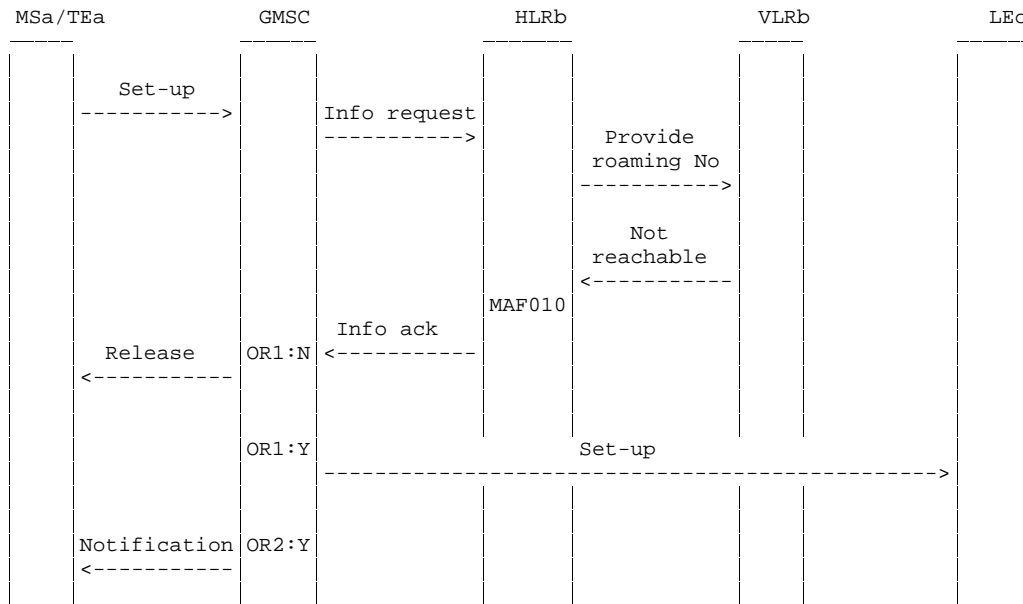 MSa/TEa GMSC HLRb VLRb LEc
Set-up
Info request
Provide
roaming No
Not
reachable
MAF010
Info ack
Release OR1:N
OR1:Y Set-up
Notification OR2:Y